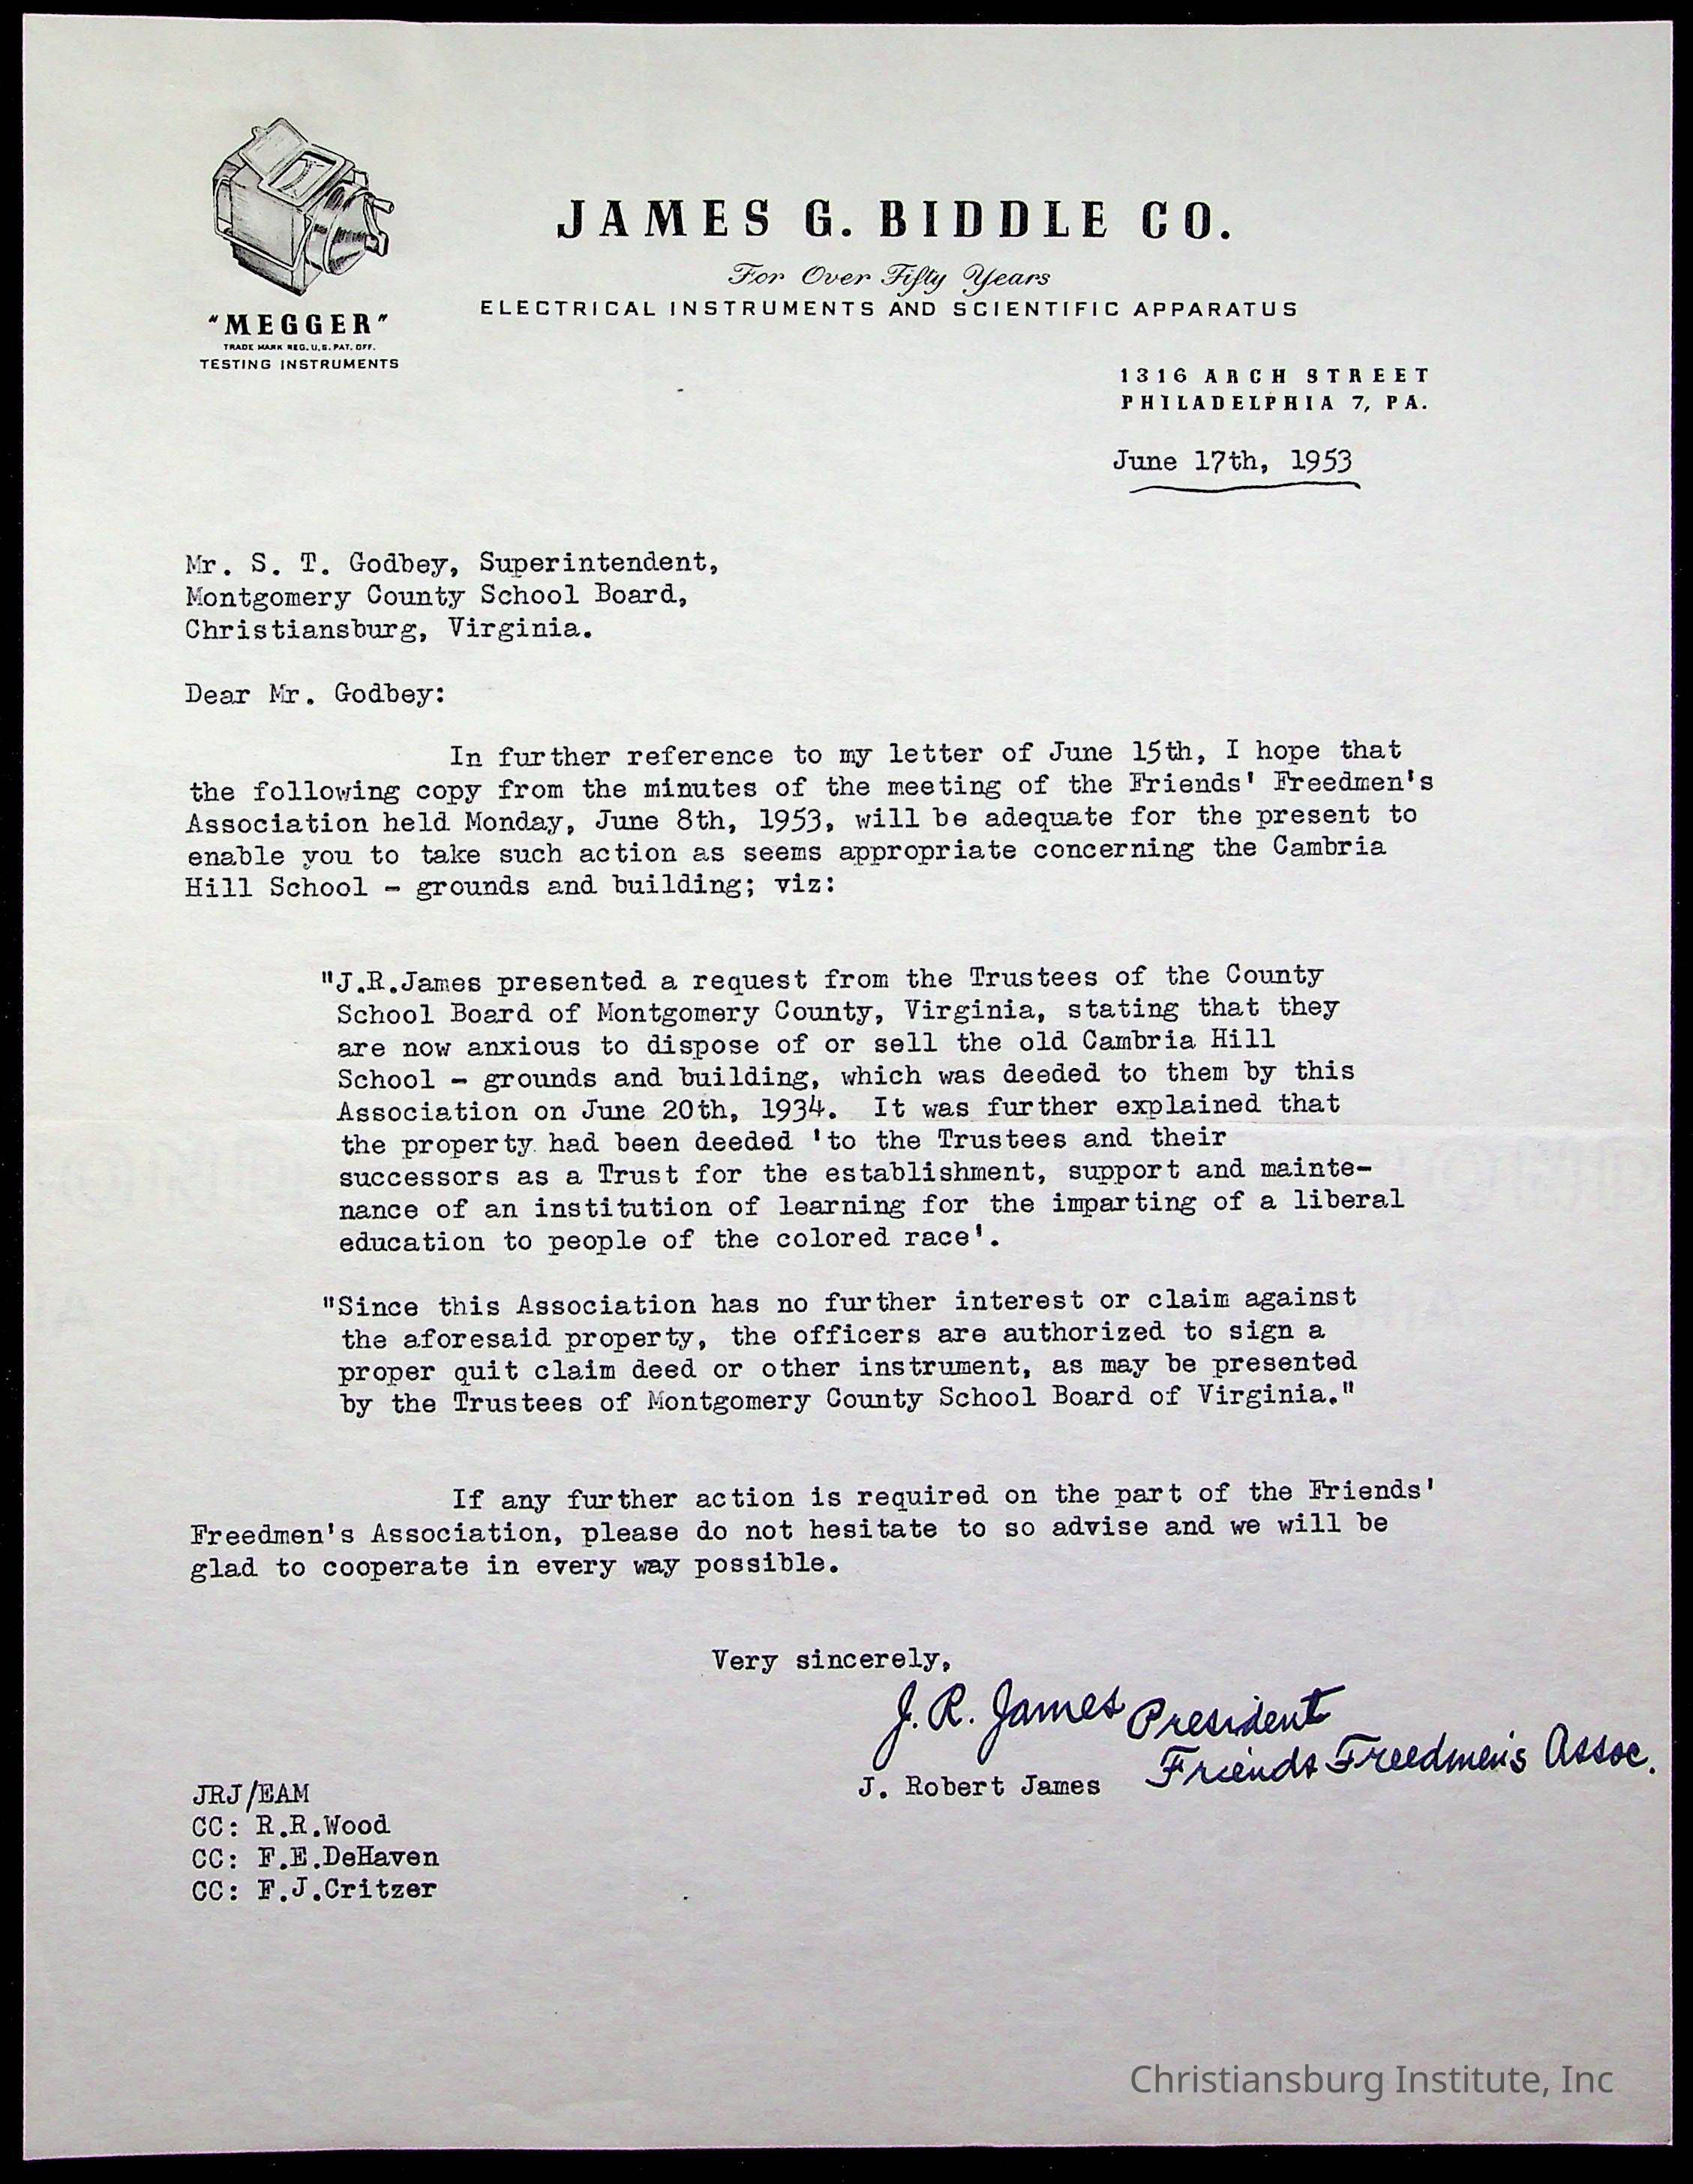 JAMES G. BIDDLE CO.
For Over Fifty Years
ELECTRICAL INSTRUMENTS AND SCIENTIFIC APPARATUS
"MEGGER"
TRADE MARK REG. U.S. PAT. OFF.
TESTING INSTRUMENTS
1316 ARCH STREET
PHILADELPHIA 7, PA.
June 17th, 1953
Mr. S. T. Godbey, Superintendent,
Montgomery County School Board,
Christiansburg, Virginia.
Dear Mr. Godbey:
In further reference to my letter of June 15th, I hope that
the following copy from the minutes of the meeting of the Friends' Freedmen's
Association held Monday, June 8th, 1953, will be adequate for the present to
enable you to take such action as seems appropriate concerning the Cambria
Hill School - grounds and building; viz:
"J.R.James presented a request from the Trustees of the County
School Board of Montgomery County, Virginia, stating that they
are now anxious to dispose of or sell the old Cambria Hill
School - grounds and building, which was deeded to them by this
Association on June 20th, 1934. It was further explained that
the property had been deeded 'to the Trustees and their
successors as a Trust for the establishment, support and mainte-
nance of an institution of learning for the imparting of a liberal
education to people of the colored race'.
"Since this Association has no further interest or claim against
the aforesaid property, the officers are authorized to sign a
proper quit claim deed or other instrument, as may be presented
by the Trustees of Montgomery County School Board of Virginia."
If any further action is required on the part of the Friends'
Freedmen's Association, please do not hesitate to so advise and we will be
glad to cooperate in every way possible.
Very sincerely,
J. R. James President
Friends Freedmen's Assoc.
J. Robert James
JRJ/EAM
CC: R.R.Wood
CC: F.E.DeHaven
CC: F.J.Critzer
Christiansburg Institute, Inc